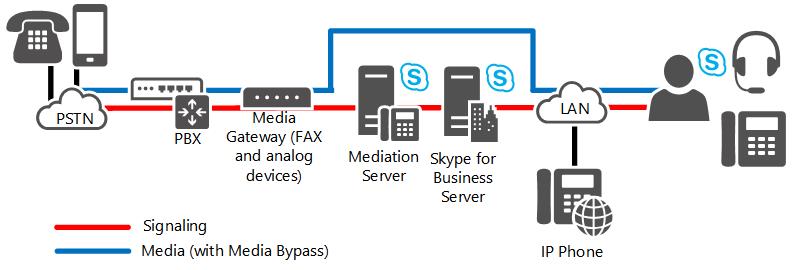 PSTN
PBX
Media
Gateway (FAX
and analog
devices)
Mediation
Server
S
Skype for
Business
Server
S
LAN
S
IP Phone
Signaling
Media (with Media Bypass)